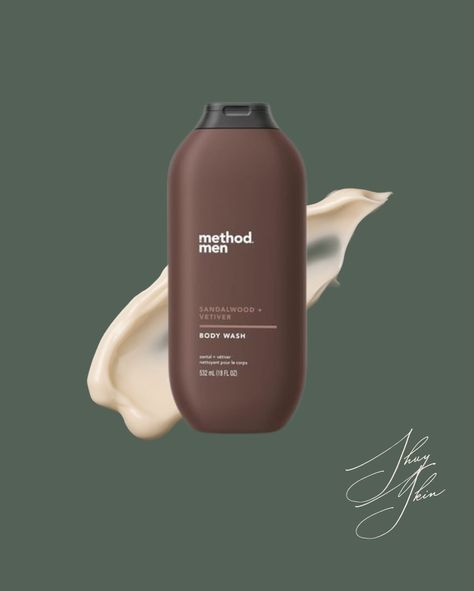 method.
men
SANDALWOOD +
VETIVER
BODY WASH
santal + vétiver
nettoyant pour le corps
532 mL (18 FL OZ)
Thuy
Skin